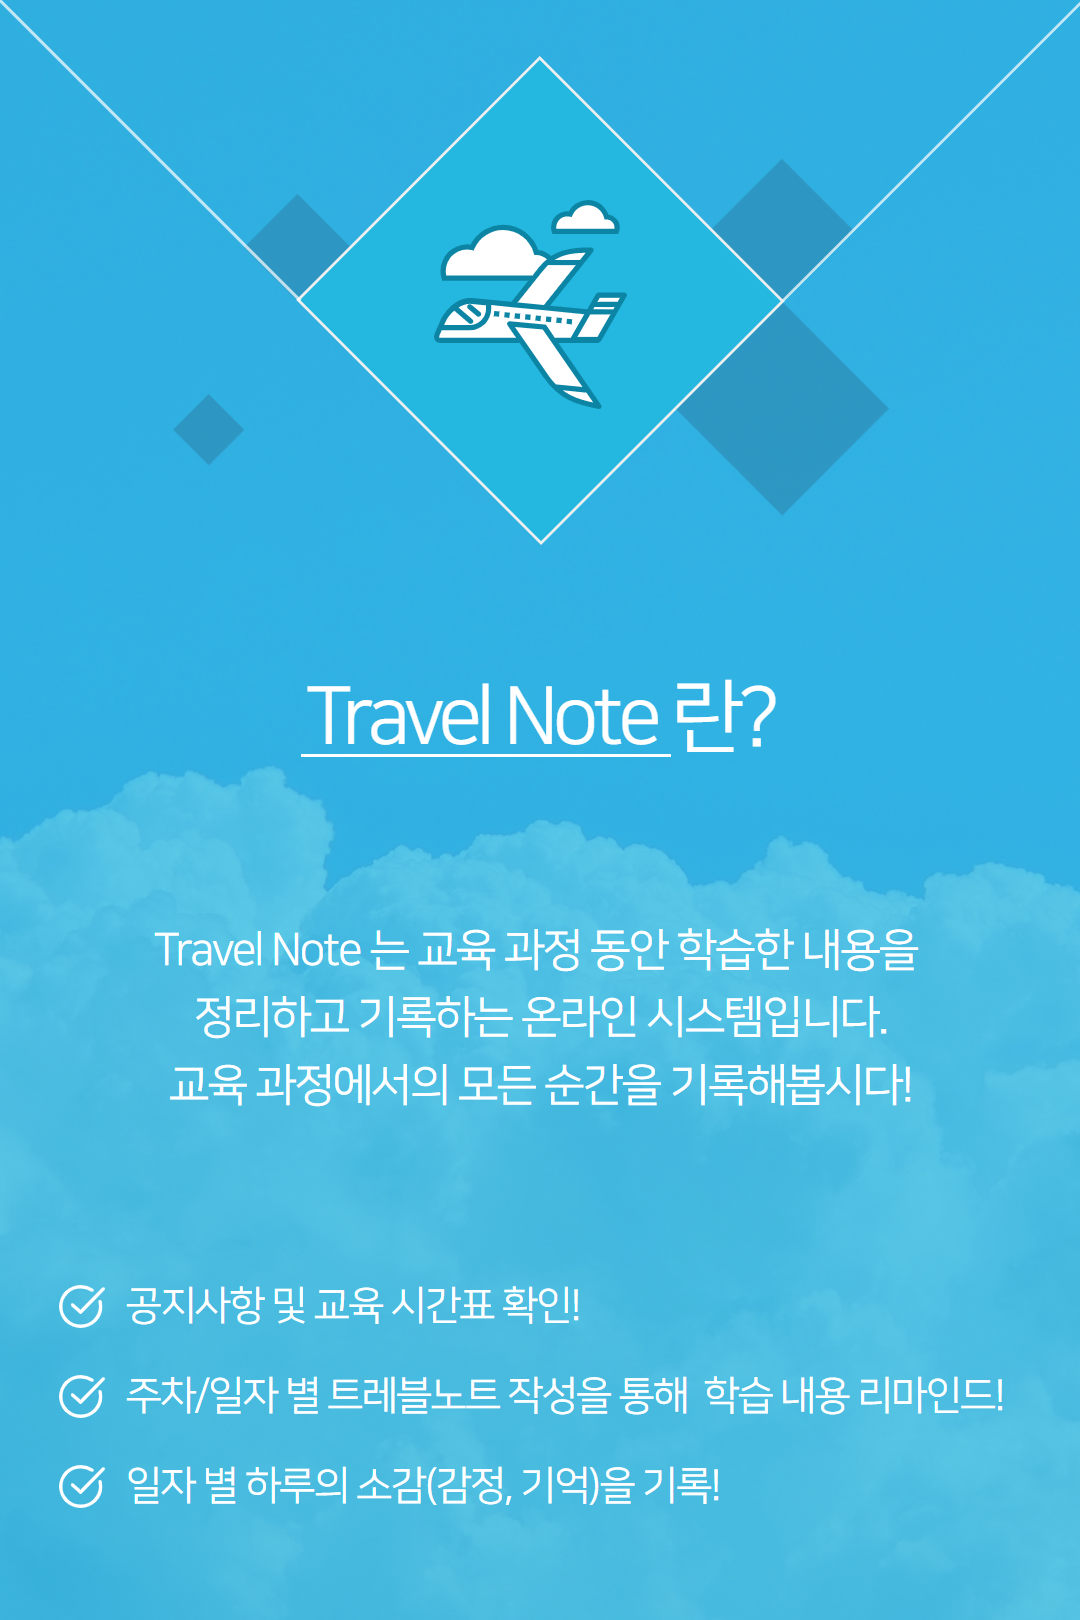 Travel Note 란?
Travel Note 는 교육 과정 동안 학습한 내용을
정리하고 기록하는 온라인 시스템입니다.
교육 과정에서의 모든 순간을 기록해봅시다!
공지사항 및 교육 시간표 확인!
주차/일자 별 트레블노트 작성을 통해 학습 내용 리마인드!
일자 별 하루의 소감(감정, 기억)을 기록!